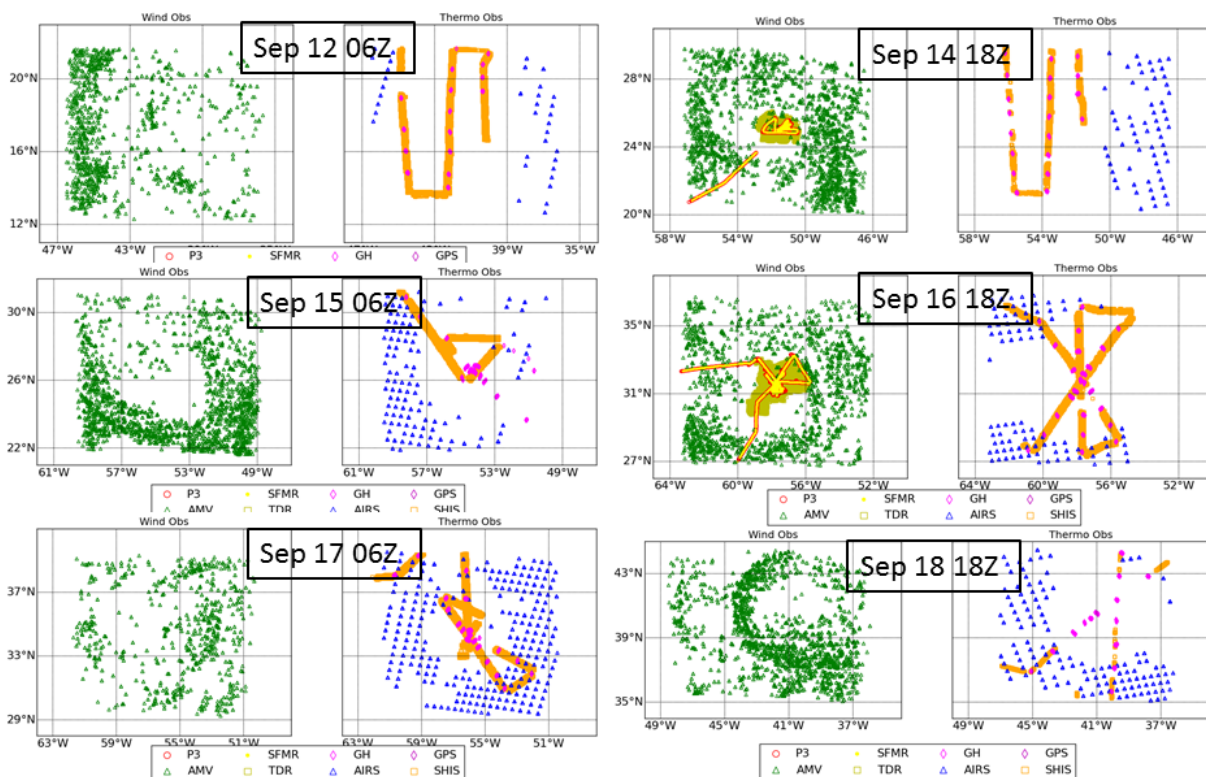 Wind Obs Thermo Obs
Sep 12 06Z
20°N
16°N
12°N
47°W 43°W 39°W 35°W
P3 SFMR GH GPS
Wind Obs Thermo Obs
Sep 14 18Z
28°N
24°N
20°N
58°W 54°W 50°W 46°W 58°W 54°W 50°W 46°W
Wind Obs Thermo Obs
Sep 15 06Z
30°N
26°N
22°N
61°W 57°W 53°W 49°W 61°W 57°W 53°W 49°W
P3 SFMR GH GPS
AMV TDR AIRS SHIS
Wind Obs Thermo Obs
Sep 16 18Z
35°N
31°N
27°N
64°W 60°W 56°W 52°W 64°W 60°W 56°W 52°W
P3 SFMR GH GPS
AMV TDR AIRS SHIS
Wind Obs Thermo Obs
Sep 17 06Z
37°N
33°N
29°N
63°W 59°W 55°W 51°W 63°W 59°W 55°W 51°W
P3 SFMR GH GPS
AMV TDR AIRS SHIS
Wind Obs Thermo Obs
Sep 18 18Z
43°N
39°N
35°N
49°W 45°W 41°W 37°W 49°W 45°W 41°W 37°W
P3 SFMR GH GPS
AMV TDR AIRS SHIS